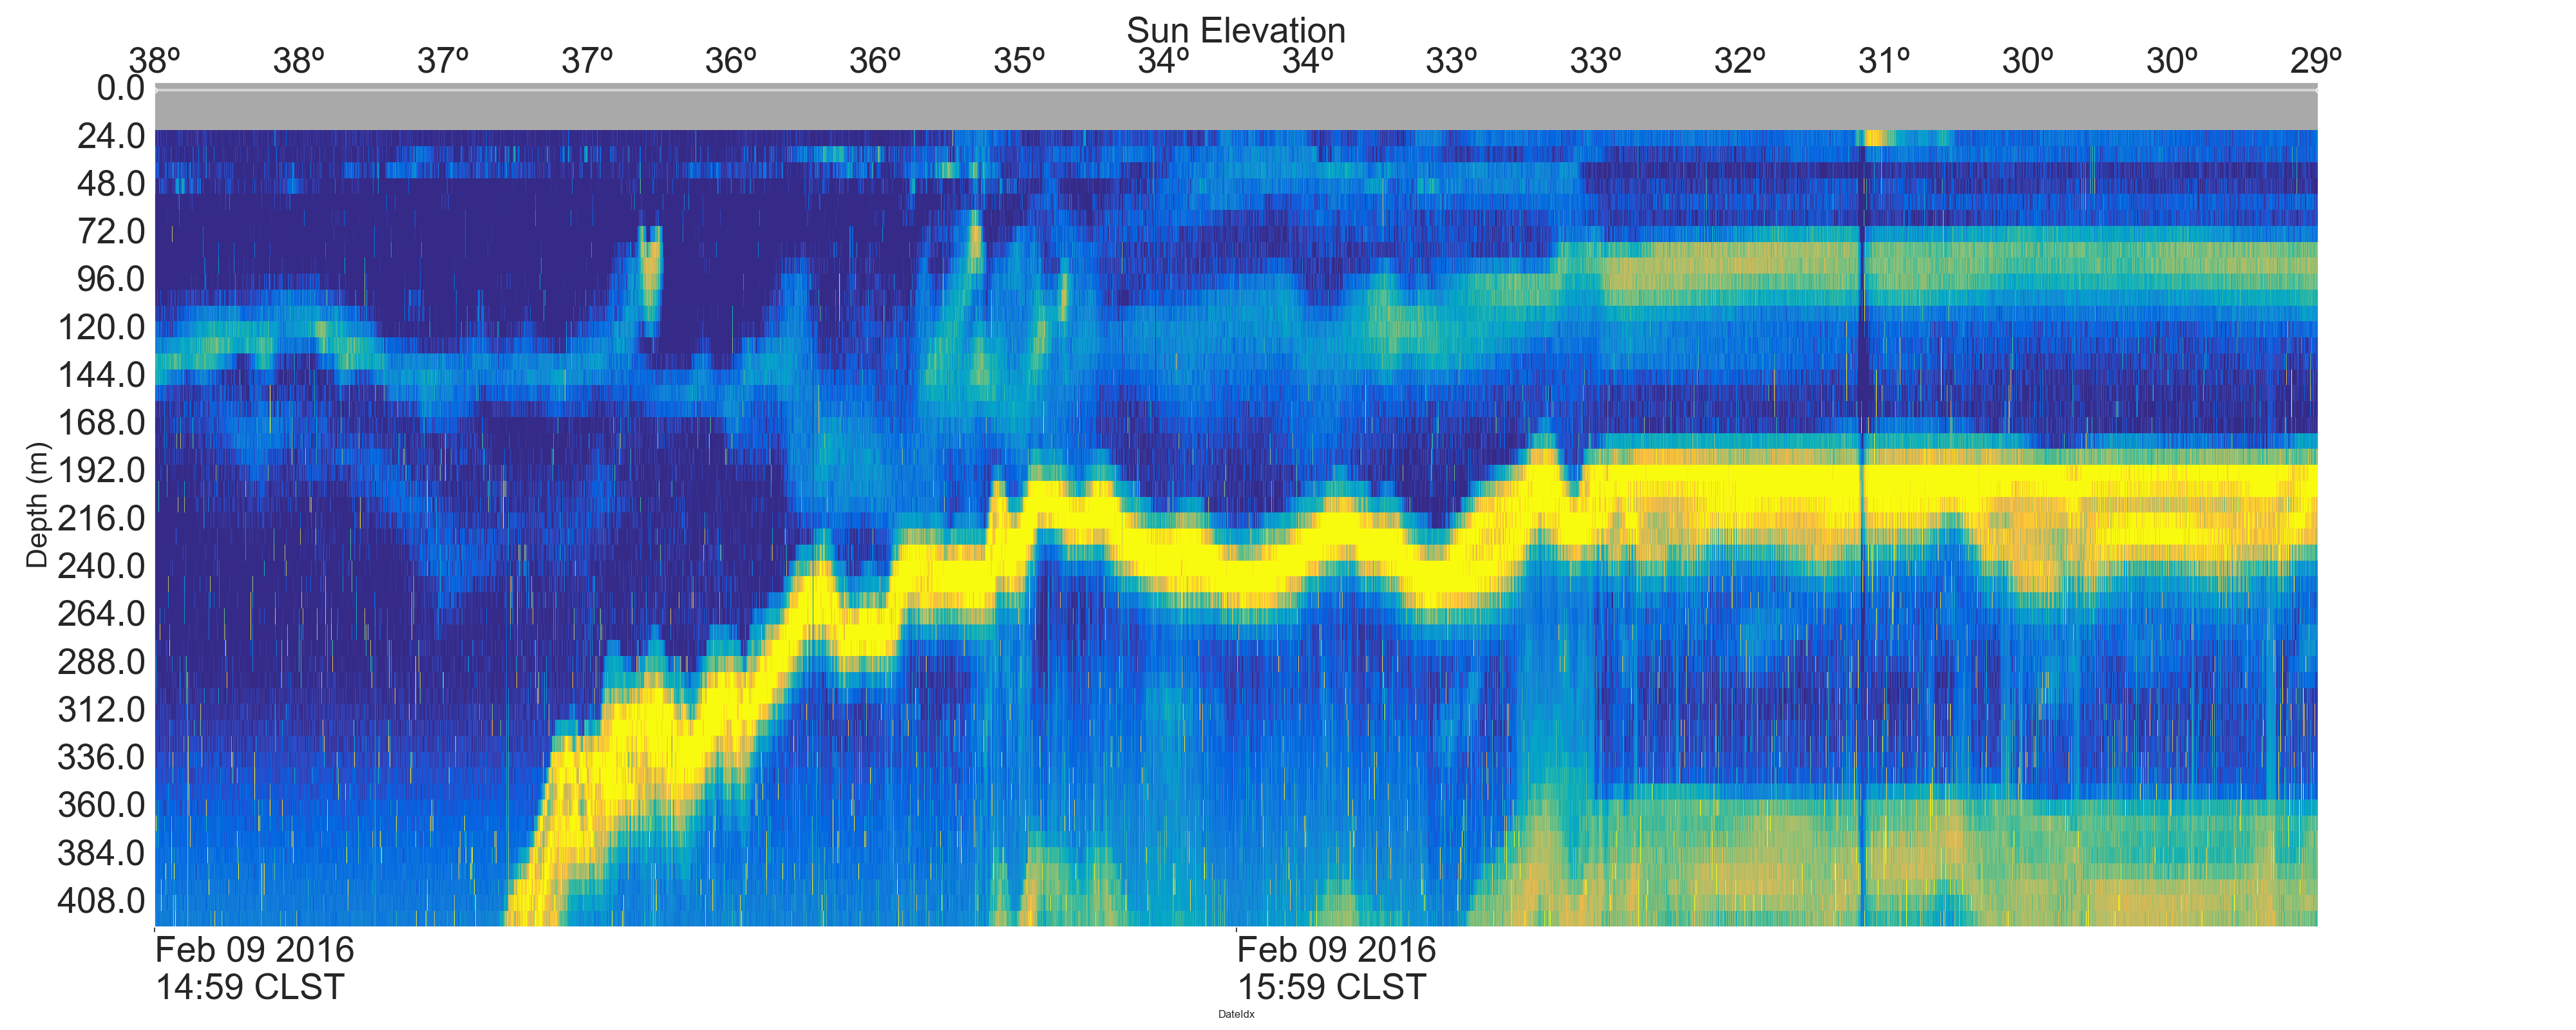 Sun Elevation
38º 38º 37º 37º 36º 36º 35º 34º 34º 33º 33º 32º 31º 30º 30º 29º
0.0
24.0
48.0
72.0
96.0
120.0
144.0
168.0
192.0
216.0
240.0
264.0
288.0
312.0
336.0
360.0
384.0
408.0
Depth (m)
Feb 09 2016
14:59 CLST
Feb 09 2016
15:59 CLST
DateIdx